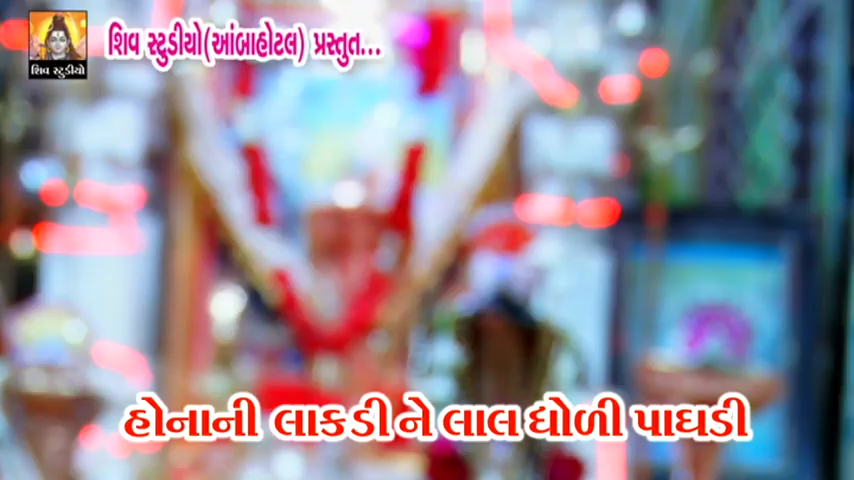 શિવ સ્ટુડીયો(આંબાહોટલ) પ્રસ્તુત...
શિવ સ્ટુડીયો
હોનાની લાકડી ને લાલ ધોળી પાઘડી